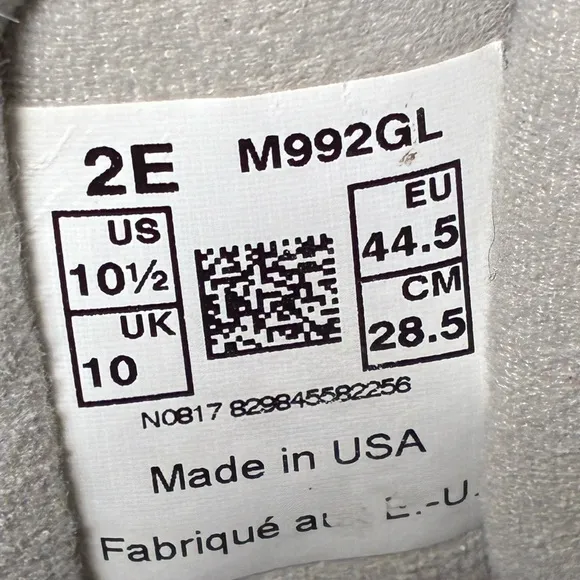 2E M992GL
US 10½ EU 44.5
UK 10 CM 28.5
N0817 829845582256
Made in USA
Fabriqué E.-U.